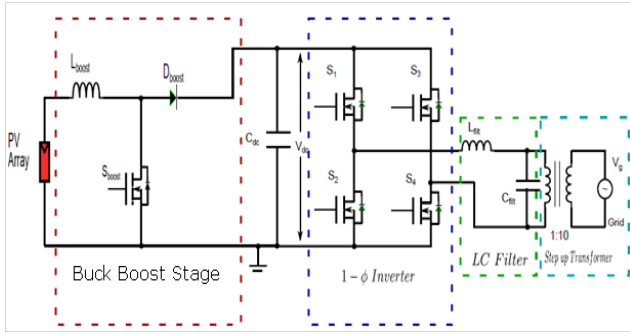 L_boost
D_boost
PV
Array
S_boost
C_dc
V_dc
S_1
S_3
S_2
S_4
L_filt
C_filt
V_g
Grid
1:10
Buck Boost Stage
1 - ϕ Inverter
LC Filter
Step up Transformer